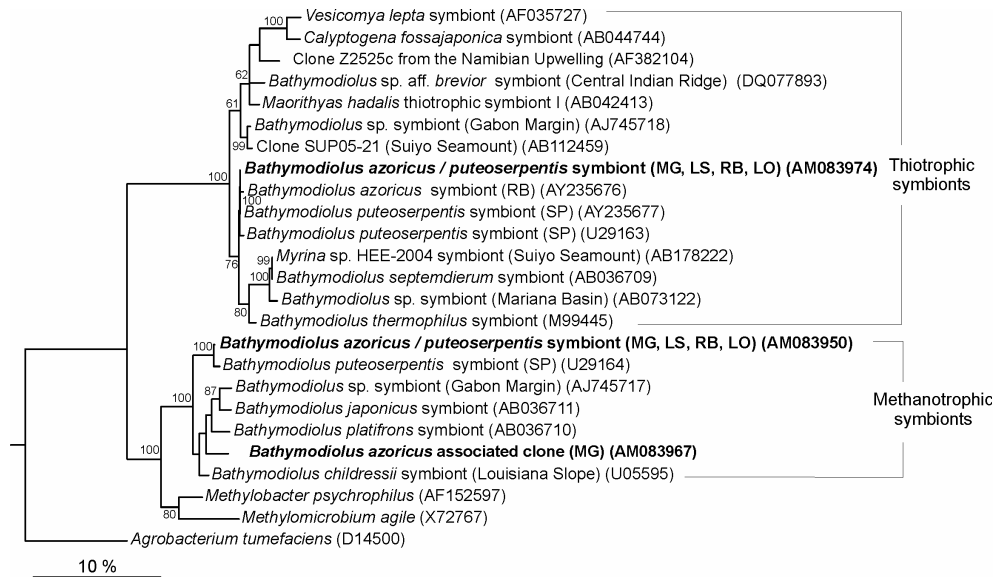 100 Vesicomya lepta symbiont (AF035727)
Calyptogena fossajaponica symbiont (AB044744)
Clone Z2525c from the Namibian Upwelling (AF382104)
62 Bathymodiolus sp. aff. brevior symbiont (Central Indian Ridge) (DQ077893)
61 Maorithyas hadalis thiotrophic symbiont I (AB042413)
Bathymodiolus sp. symbiont (Gabon Margin) (AJ745718)
99 Clone SUP05-21 (Suiyo Seamount) (AB112459)
Bathymodiolus azoricus / puteoserpentis symbiont (MG, LS, RB, LO) (AM083974)
Thiotrophic
symbionts
100 Bathymodiolus azoricus symbiont (RB) (AY235676)
100 Bathymodiolus puteoserpentis symbiont (SP) (AY235677)
Bathymodiolus puteoserpentis symbiont (SP) (U29163)
76 99 Myrina sp. HEE-2004 symbiont (Suiyo Seamount) (AB178222)
100 Bathymodiolus septemdierum symbiont (AB036709)
Bathymodiolus sp. symbiont (Mariana Basin) (AB073122)
80 Bathymodiolus thermophilus symbiont (M99445)
100 Bathymodiolus azoricus / puteoserpentis symbiont (MG, LS, RB, LO) (AM083950)
Bathymodiolus puteoserpentis symbiont (SP) (U29164)
87 Bathymodiolus sp. symbiont (Gabon Margin) (AJ745717)
100 Bathymodiolus japonicus symbiont (AB036711)
Methanotrophic
symbionts
Bathymodiolus platifrons symbiont (AB036710)
100 Bathymodiolus azoricus associated clone (MG) (AM083967)
Bathymodiolus childressii symbiont (Louisiana Slope) (U05595)
Methylobacter psychrophilus (AF152597)
80 Methylomicrobium agile (X72767)
Agrobacterium tumefaciens (D14500)
10 %